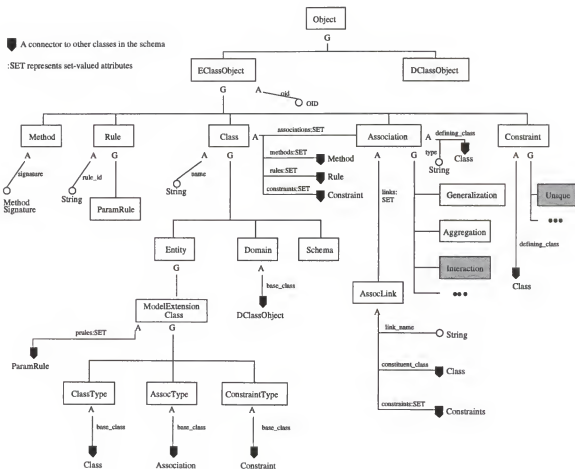 Object
G
A connector to other classes in the schema
:SET represents set-valued attributes
EClassObject
DClassObject
G
A
oid
OID
Method
Rule
Class
Association
Constraint
A
signature
Method
Signature
A
G
rule_id
String
ParamRule
A
G
name
String
A
associations:SET
methods:SET
Method
rules:SET
Rule
constraints:SET
Constraint
A
defining_class
Class
type
String
A
G
links:
SET
Generalization
Aggregation
Interaction
•••
A
G
defining_class
Class
Unique
•••
Entity
Domain
Schema
G
A
base_class
DClassObject
ModelExtension
Class
A
G
prules:SET
ParamRule
AssocLink
A
link_name
String
constituent_class
Class
constraints:SET
Constraints
ClassType
AssocType
ConstraintType
A
A
A
base_class
base_class
base_class
Class
Association
Constraint